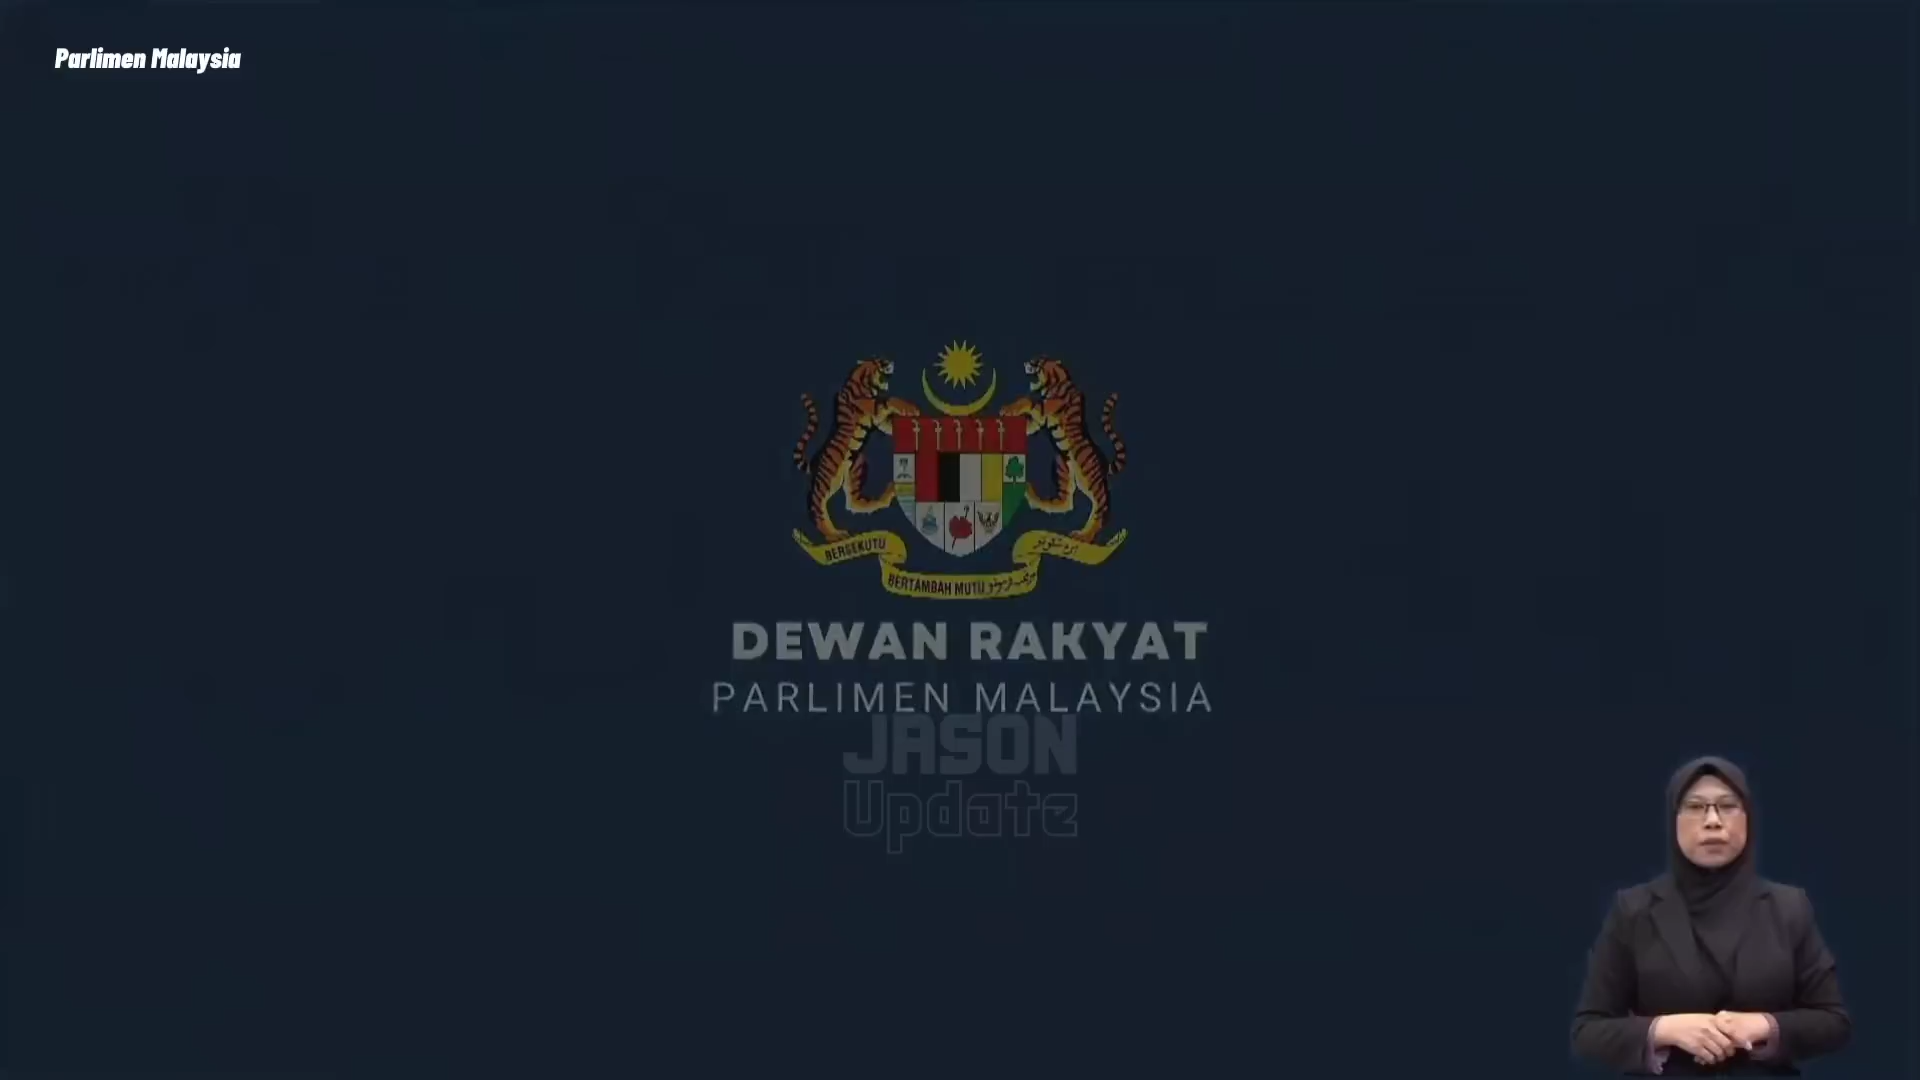 Parlimen Malaysia
BERSEKUTU
BERTAMBAH MUTU
DEWAN RAKYAT
PARLIMEN MALAYSIA
JASON
Update